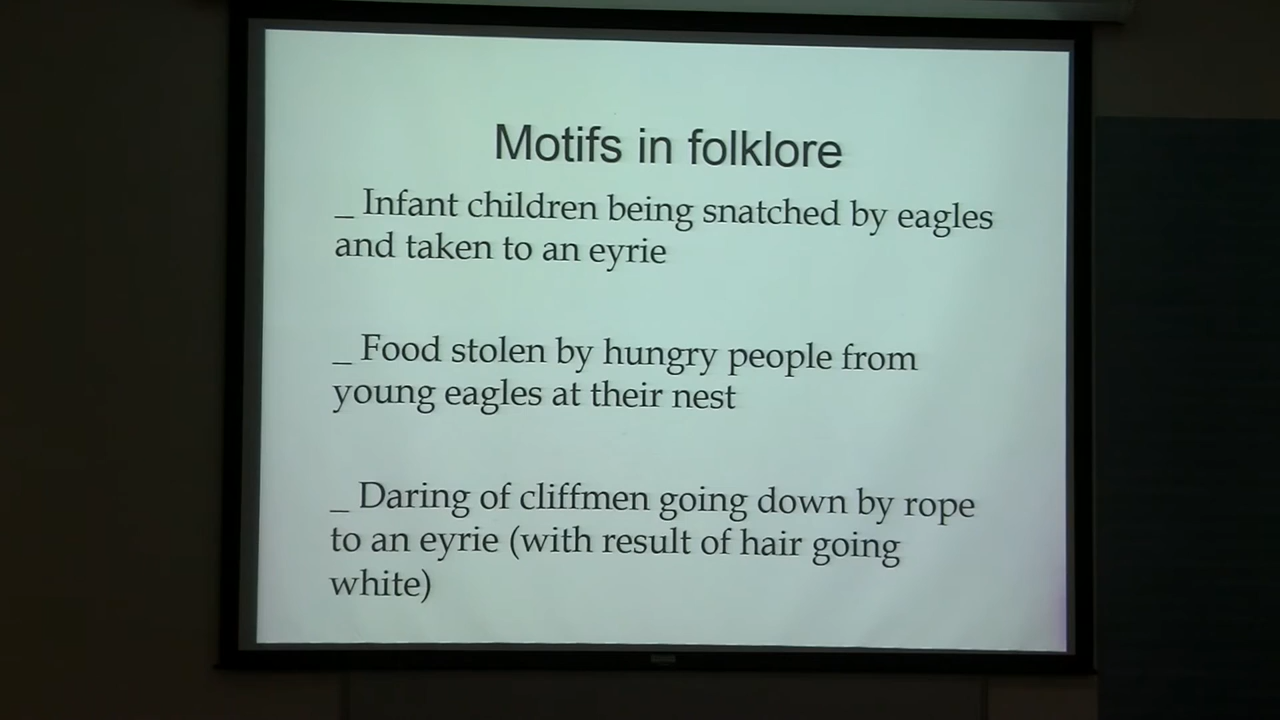 Motifs in folklore
_ Infant children being snatched by eagles
and taken to an eyrie
_ Food stolen by hungry people from
young eagles at their nest
_ Daring of cliffmen going down by rope
to an eyrie (with result of hair going
white)